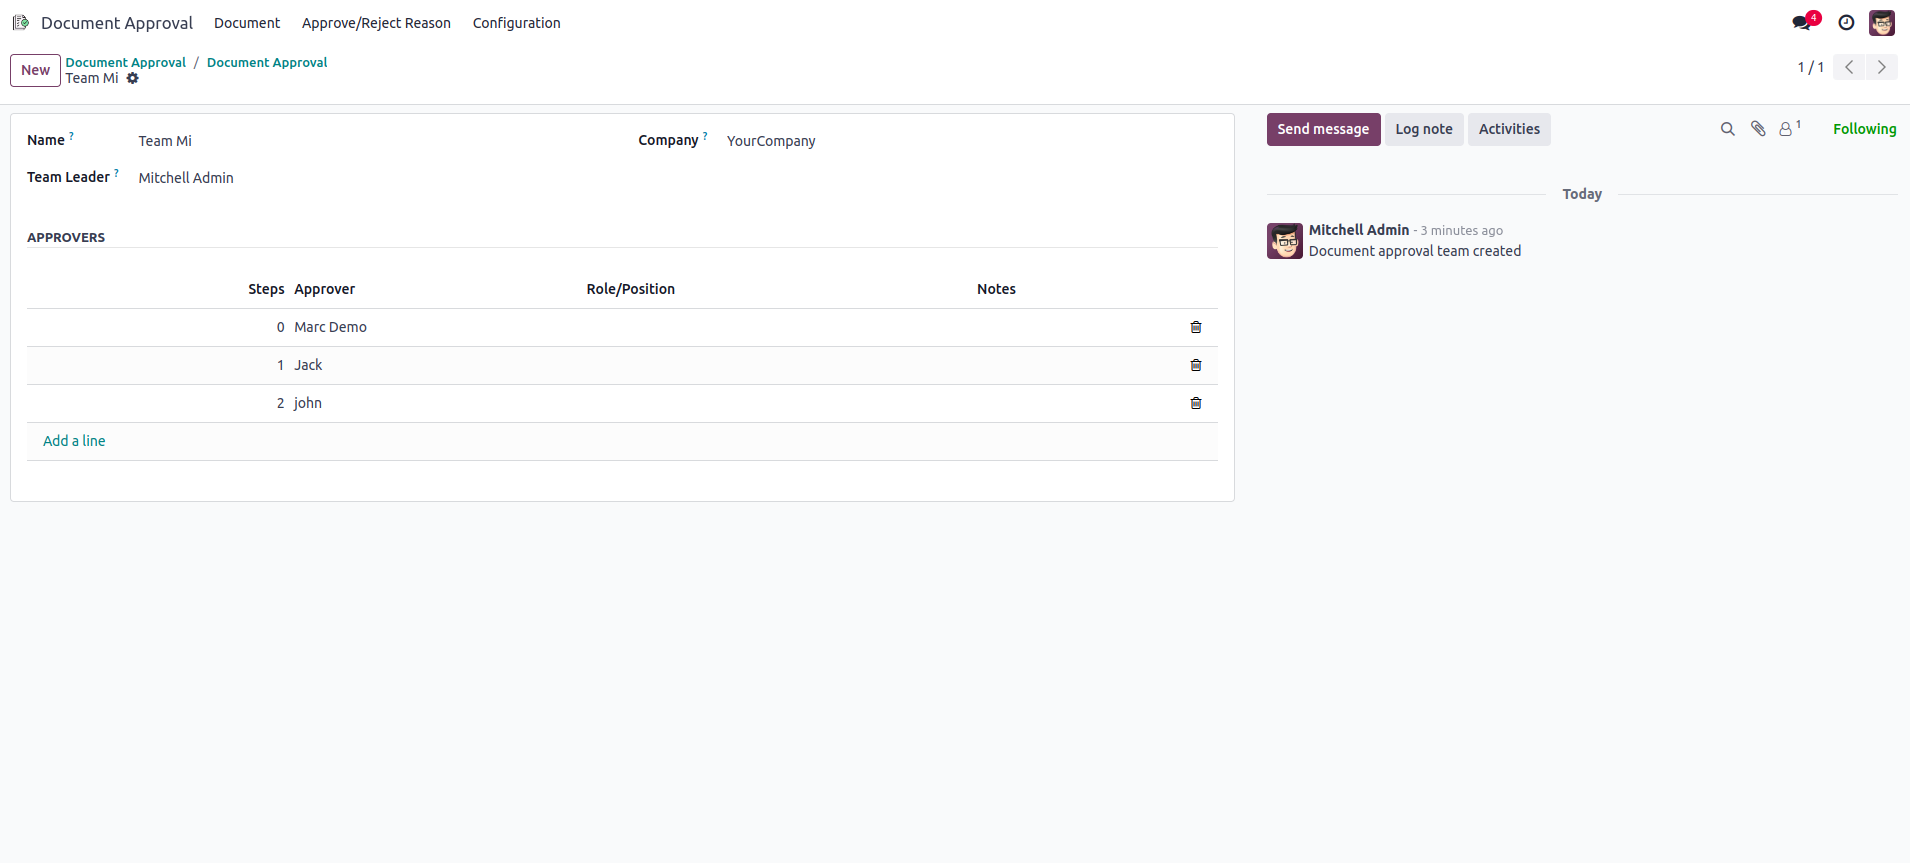 Document Approval Document Approve/Reject Reason Configuration 4
New Document Approval / Document Approval
Team Mi
1 / 1
Name ? Team Mi Company ? YourCompany
Team Leader ? Mitchell Admin
APPROVERS
Steps Approver Role/Position Notes
0 Marc Demo
1 Jack
2 john
Add a line
Send message Log note Activities 1 Following
Today
Mitchell Admin - 3 minutes ago
Document approval team created